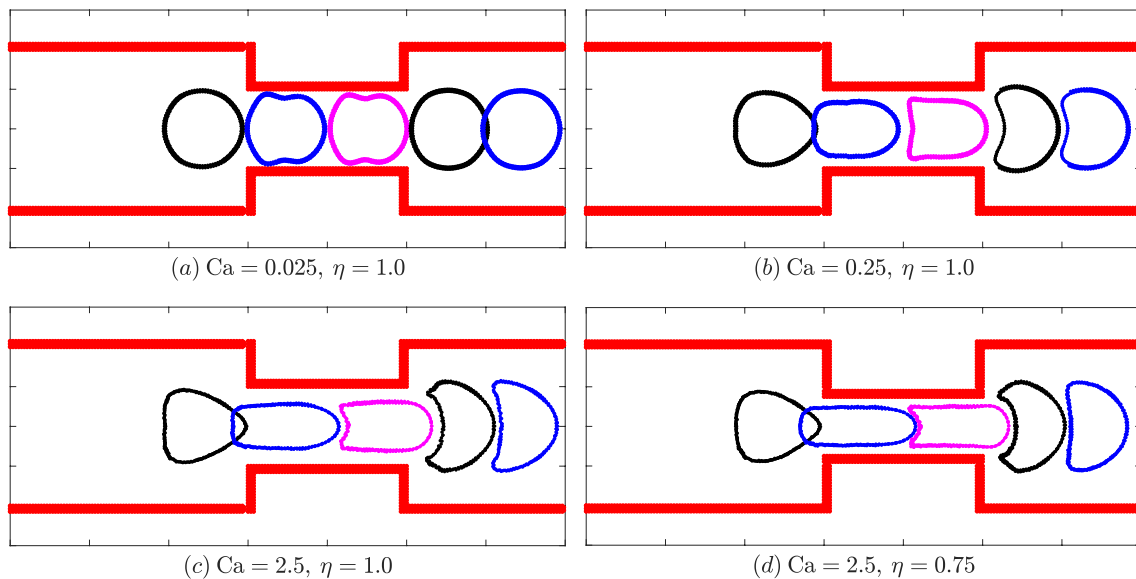 (a) Ca = 0.025, η = 1.0
(b) Ca = 0.25, η = 1.0
(c) Ca = 2.5, η = 1.0
(d) Ca = 2.5, η = 0.75